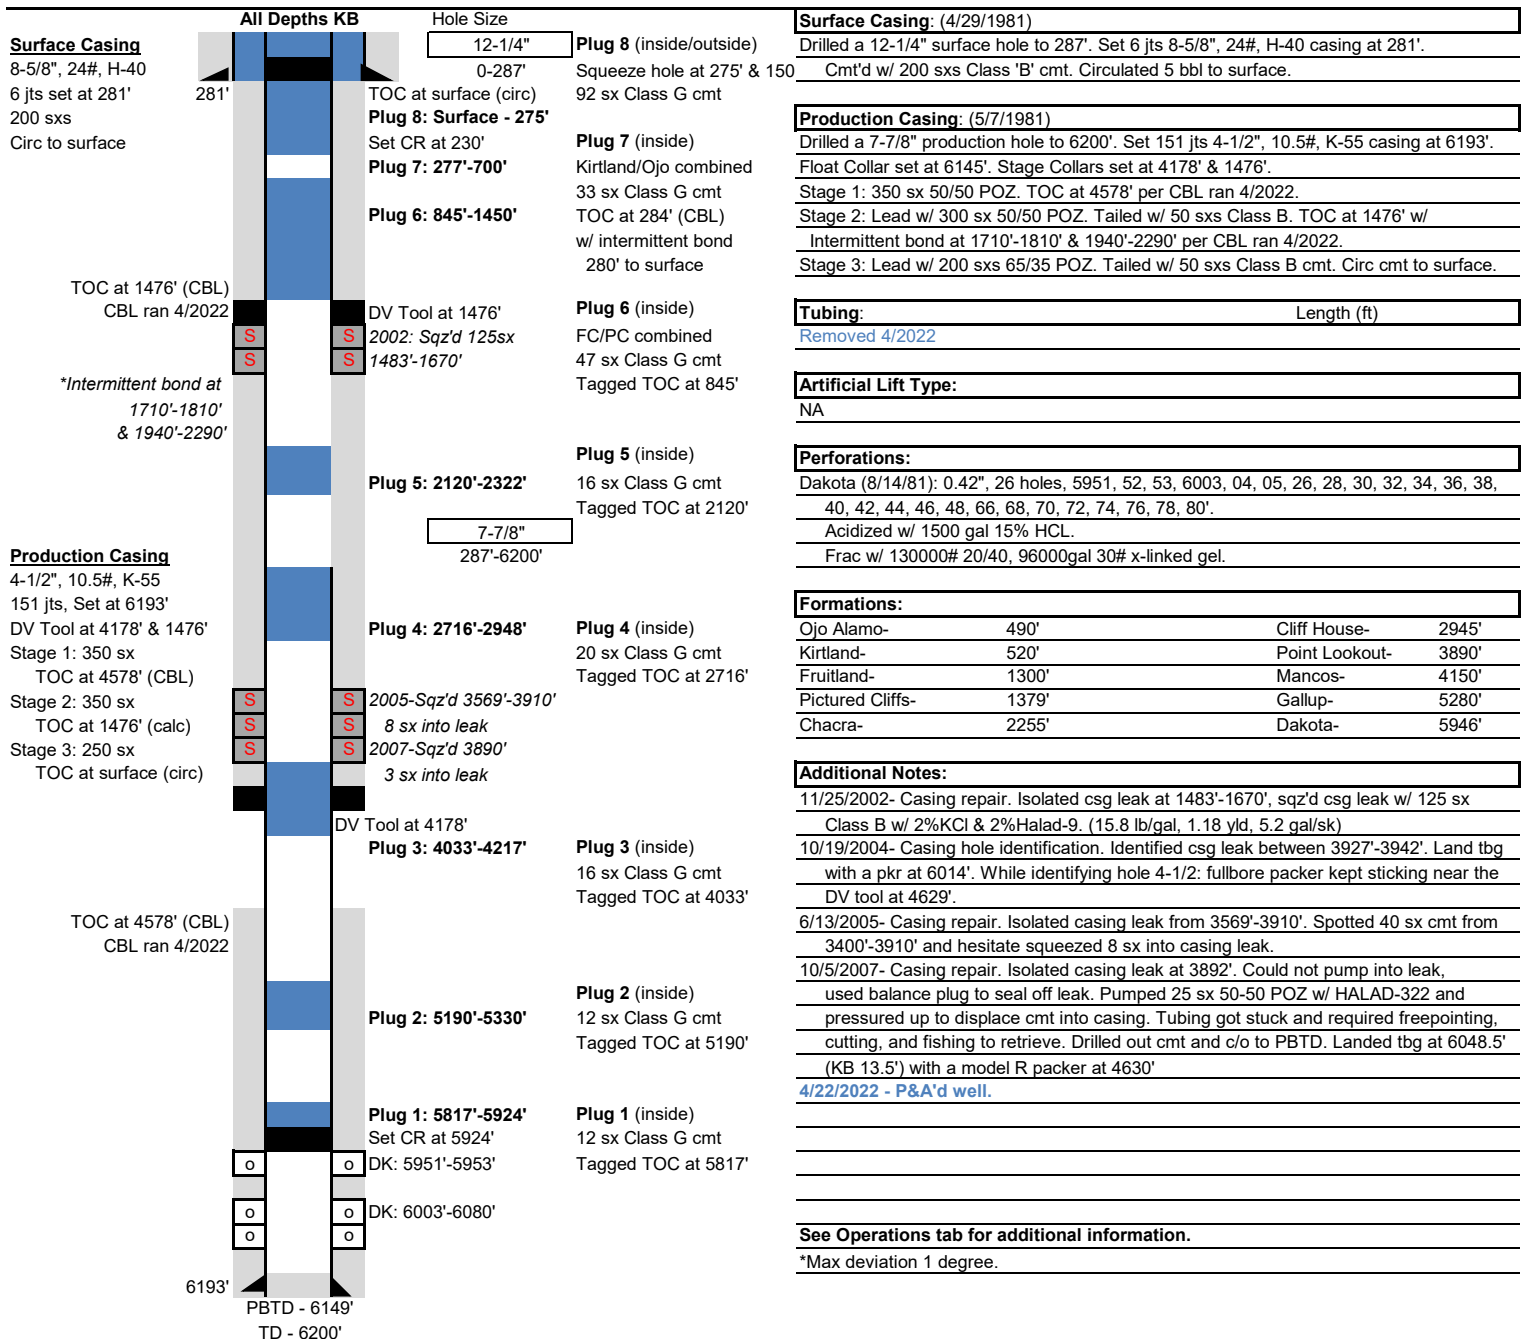 All Depths KB
Hole Size
Surface Casing
8-5/8", 24#, H-40
6 jts set at 281'
200 sxs
Circ to surface
281'
12-1/4"
0-287'
TOC at surface (circ)
Plug 8: Surface - 275'
Set CR at 230'
Plug 7: 277'-700'
Plug 6: 845'-1450'
Plug 8 (inside/outside)
Squeeze hole at 275' & 150
92 sx Class G cmt
Plug 7 (inside)
Kirtland/Ojo combined
33 sx Class G cmt
TOC at 284' (CBL)
w/ intermittent bond
280' to surface
TOC at 1476' (CBL)
CBL ran 4/2022
DV Tool at 1476'
S S 2002: Sqz'd 125sx
S S 1483'-1670'
Plug 6 (inside)
FC/PC combined
47 sx Class G cmt
Tagged TOC at 845'
*Intermittent bond at
1710'-1810'
& 1940'-2290'
Plug 5: 2120'-2322'
Plug 5 (inside)
16 sx Class G cmt
Tagged TOC at 2120'
7-7/8"
287'-6200'
Production Casing
4-1/2", 10.5#, K-55
151 jts, Set at 6193'
DV Tool at 4178' & 1476'
Stage 1: 350 sx
TOC at 4578' (CBL)
Stage 2: 350 sx
TOC at 1476' (calc)
Stage 3: 250 sx
TOC at surface (circ)
Plug 4: 2716'-2948'
Plug 4 (inside)
20 sx Class G cmt
Tagged TOC at 2716'
S S 2005-Sqz'd 3569'-3910'
S S 8 sx into leak
S S 2007-Sqz'd 3890'
3 sx into leak
DV Tool at 4178'
Plug 3: 4033'-4217'
Plug 3 (inside)
16 sx Class G cmt
Tagged TOC at 4033'
TOC at 4578' (CBL)
CBL ran 4/2022
Plug 2: 5190'-5330'
Plug 2 (inside)
12 sx Class G cmt
Tagged TOC at 5190'
Plug 1: 5817'-5924'
Set CR at 5924'
Plug 1 (inside)
12 sx Class G cmt
Tagged TOC at 5817'
o o DK: 5951'-5953'
o o DK: 6003'-6080'
o o
6193'
PBTD - 6149'
TD - 6200'
Surface Casing: (4/29/1981)
Drilled a 12-1/4" surface hole to 287'. Set 6 jts 8-5/8", 24#, H-40 casing at 281'.
Cmt'd w/ 200 sxs Class 'B' cmt. Circulated 5 bbl to surface.
Production Casing: (5/7/1981)
Drilled a 7-7/8" production hole to 6200'. Set 151 jts 4-1/2", 10.5#, K-55 casing at 6193'.
Float Collar set at 6145'. Stage Collars set at 4178' & 1476'.
Stage 1: 350 sx 50/50 POZ. TOC at 4578' per CBL ran 4/2022.
Stage 2: Lead w/ 300 sx 50/50 POZ. Tailed w/ 50 sxs Class B. TOC at 1476' w/
Intermittent bond at 1710'-1810' & 1940'-2290' per CBL ran 4/2022.
Stage 3: Lead w/ 200 sxs 65/35 POZ. Tailed w/ 50 sxs Class B cmt. Circ cmt to surface.
Tubing: Length (ft)
Removed 4/2022
Artificial Lift Type:
NA
Perforations:
Dakota (8/14/81): 0.42", 26 holes, 5951, 52, 53, 6003, 04, 05, 26, 28, 30, 32, 34, 36, 38,
40, 42, 44, 46, 48, 66, 68, 70, 72, 74, 76, 78, 80'.
Acidized w/ 1500 gal 15% HCL.
Frac w/ 130000# 20/40, 96000gal 30# x-linked gel.
Formations:
Ojo Alamo- 490' Cliff House- 2945'
Kirtland- 520' Point Lookout- 3890'
Fruitland- 1300' Mancos- 4150'
Pictured Cliffs- 1379' Gallup- 5280'
Chacra- 2255' Dakota- 5946'
Additional Notes:
11/25/2002- Casing repair. Isolated csg leak at 1483'-1670', sqz'd csg leak w/ 125 sx
Class B w/ 2%KCl & 2%Halad-9. (15.8 lb/gal, 1.18 yld, 5.2 gal/sk)
10/19/2004- Casing hole identification. Identified csg leak between 3927'-3942'. Land tbg
with a pkr at 6014'. While identifying hole 4-1/2: fullbore packer kept sticking near the
DV tool at 4629'.
6/13/2005- Casing repair. Isolated casing leak from 3569'-3910'. Spotted 40 sx cmt from
3400'-3910' and hesitate squeezed 8 sx into casing leak.
10/5/2007- Casing repair. Isolated casing leak at 3892'. Could not pump into leak,
used balance plug to seal off leak. Pumped 25 sx 50-50 POZ w/ HALAD-322 and
pressured up to displace cmt into casing. Tubing got stuck and required freepointing,
cutting, and fishing to retrieve. Drilled out cmt and c/o to PBTD. Landed tbg at 6048.5'
(KB 13.5') with a model R packer at 4630'
4/22/2022 - P&A'd well.
See Operations tab for additional information.
*Max deviation 1 degree.